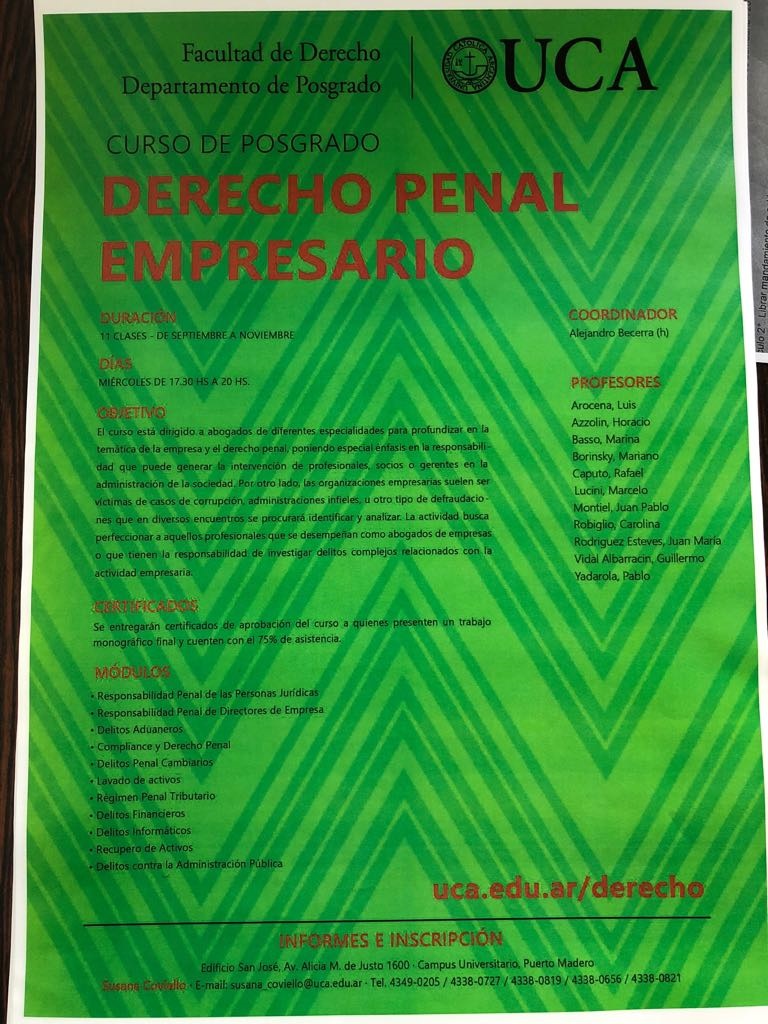 Facultad de Derecho
Departamento de Posgrado
UCA
CURSO DE POSGRADO
DERECHO PENAL
EMPRESARIO
DURACIÓN
11 CLASES - DE SEPTIEMBRE A NOVIEMBRE
DÍAS
MIÉRCOLES DE 17.30 HS A 20 HS.
OBJETIVO
El curso está dirigido a abogados de diferentes especialidades para profundizar en la
temática de la empresa y el derecho penal, poniendo especial énfasis en la responsabili-
dad que puede generar la intervención de profesionales, socios o gerentes en la
administración de la sociedad. Por otro lado, las organizaciones empresarias suelen ser
víctimas de casos de corrupción, administraciones infieles, u otro tipo de defraudacio-
nes que en diversos encuentros se procurará identificar y analizar. La actividad busca
perfeccionar a aquellos profesionales que se desempeñan como abogados de empresas
o que tienen la responsabilidad de investigar delitos complejos relacionados con la
actividad empresaria.
CERTIFICADOS
Se entregarán certificados de aprobación del curso a quienes presenten un trabajo
monográfico final y cuenten con el 75% de asistencia.
MÓDULOS
• Responsabilidad Penal de las Personas Jurídicas
• Responsabilidad Penal de Directores de Empresa
• Delitos Aduaneros
• Compliance y Derecho Penal
• Delitos Penal Cambiarios
• Lavado de activos
• Régimen Penal Tributario
• Delitos Financieros
• Delitos Informáticos
• Recupero de Activos
• Delitos contra la Administración Pública
COORDINADOR
Alejandro Becerra (h)
PROFESORES
Arocena, Luis
Azzolin, Horacio
Basso, Marina
Borinsky, Mariano
Caputo, Rafael
Lucini, Marcelo
Montiel, Juan Pablo
Robiglio, Carolina
Rodriguez Esteves, Juan María
Vidal Albarracin, Guillermo
Yadarola, Pablo
uca.edu.ar/derecho
INFORMES E INSCRIPCIÓN
Edificio San José, Av. Alicia M. de Justo 1600 · Campus Universitario, Puerto Madero
Susana Coviello · E-mail: susana_coviello@uca.edu.ar · Tel. 4349-0205 / 4338-0727 / 4338-0819 / 4338-0656 / 4338-0821
Librar mandamiento